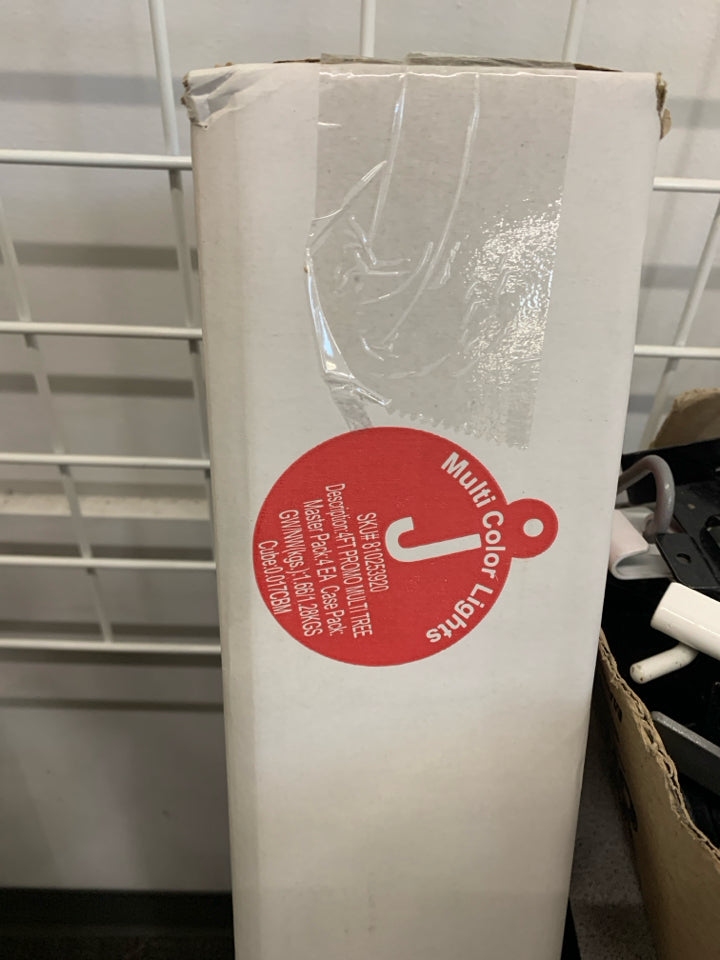 Multi Color Lights
J
SKU# 810253920
Description:4FT PROMO MULTI TREE
Master Pack:4 EA Case Pack:
GW/NW(kgs.):1.66/1.28KGS
Cube:0.017CBM